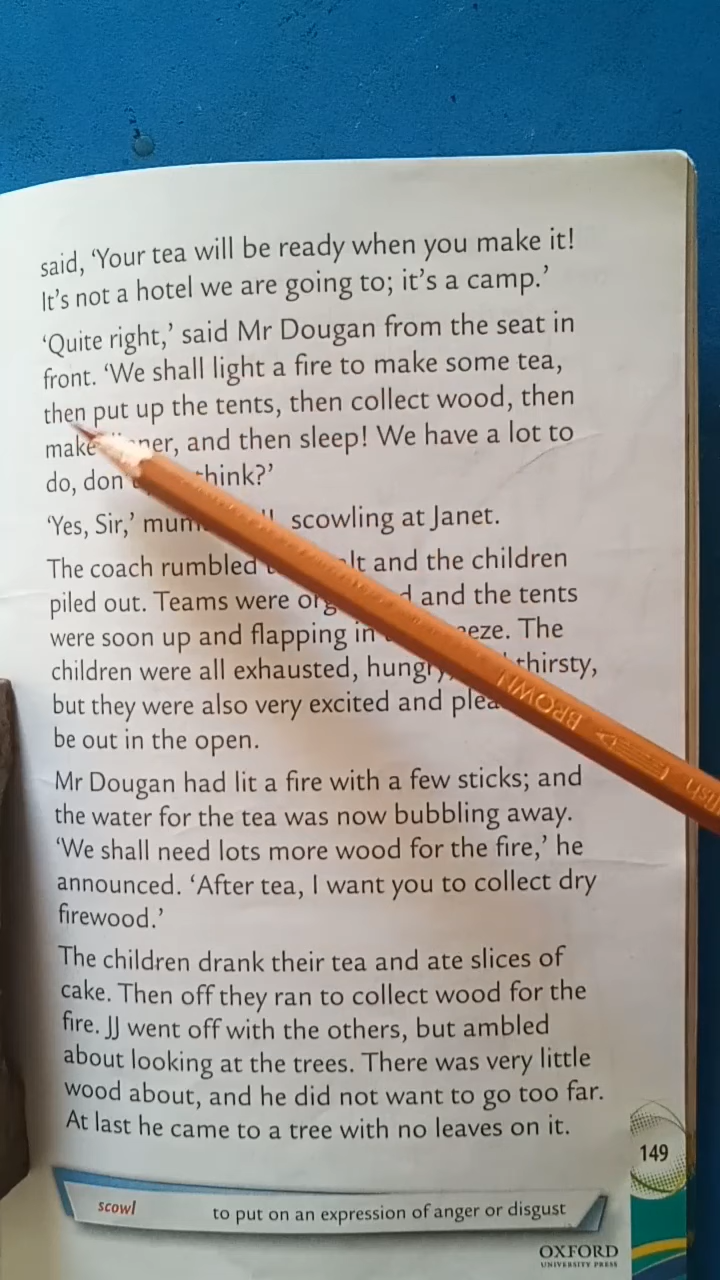 said, ‘Your tea will be ready when you make it!
It’s not a hotel we are going to; it’s a camp.’
‘Quite right,’ said Mr Dougan from the seat in
front. ‘We shall light a fire to make some tea,
then put up the tents, then collect wood, then
make and then sleep! We have a lot to
do,
‘Yes, Sir,’ scowling at Janet.
The coach rumbled and the children
piled out. Teams were and the tents
were soon up and flapping in The
children were all exhausted, thirsty,
but they were also very excited and
be out in the open.
Mr Dougan had lit a fire with a few sticks; and
the water for the tea was now bubbling away.
‘We shall need lots more wood for the fire,’ he
announced. ‘After tea, I want you to collect dry
firewood.’
The children drank their tea and ate slices of
cake. Then off they ran to collect wood for the
fire. JJ went off with the others, but ambled
about looking at the trees. There was very little
wood about, and he did not want to go too far.
At last he came to a tree with no leaves on it.
149
scowl to put on an expression of anger or disgust
OXFORD
UNIVERSITY PRESS
BROWN